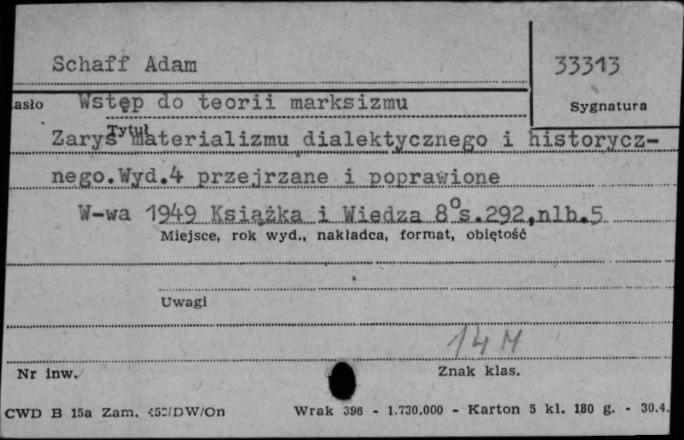 Schaff Adam 33313
asło Wstęp do teorii marksizmu Sygnatura
Tytuł
Zarys materializmu dialektycznego i historycz-
nego.Wyd.4 przejrzane i poprawione
W-wa 1949 Książka i Wiedza 8° s.292,nlb.5
Miejsce, rok wyd., nakładca, format, objętość
Uwagi
14 M
Nr inw. Znak klas.
CWD B 15a Zam. /DW/On Wrak 396 - 1.730.000 - Karton 5 kl. 180 g. - 30.4.